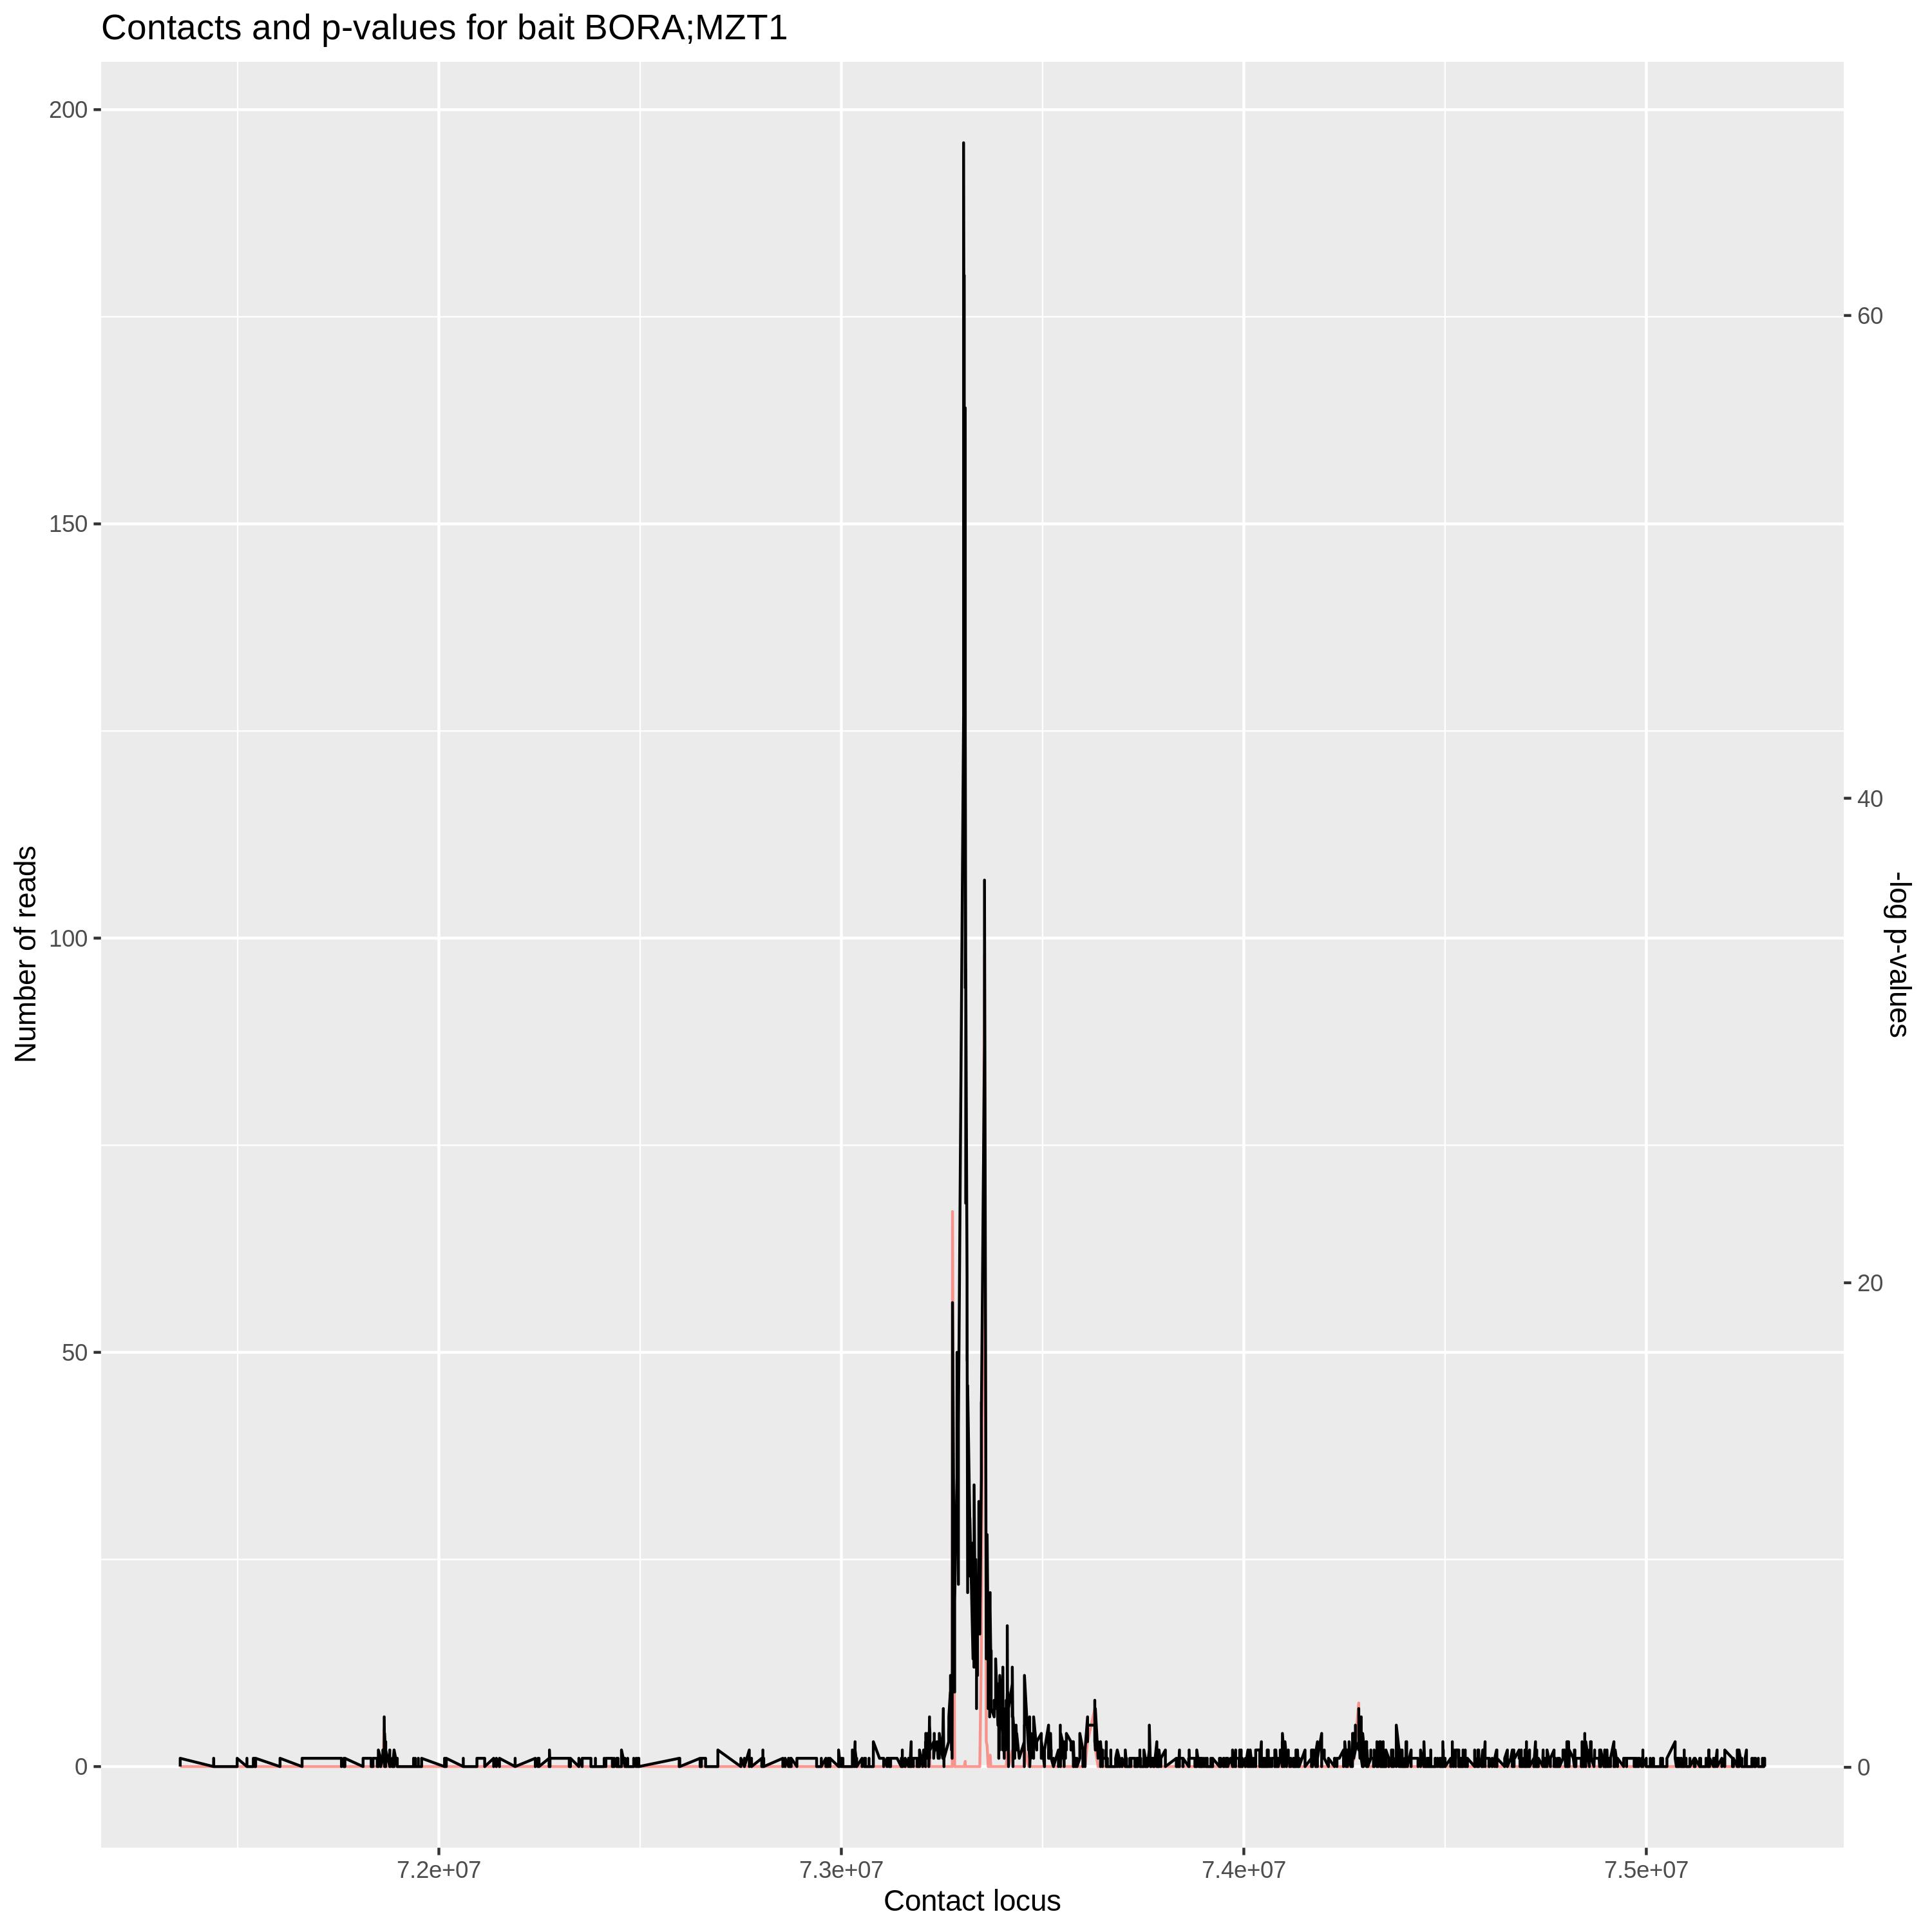 Contacts and p-values for bait BORA;MZT1
200
150
100
50
0
Number of reads
60
40
20
0
-log p-values
7.2e+07
7.3e+07
7.4e+07
7.5e+07
Contact locus